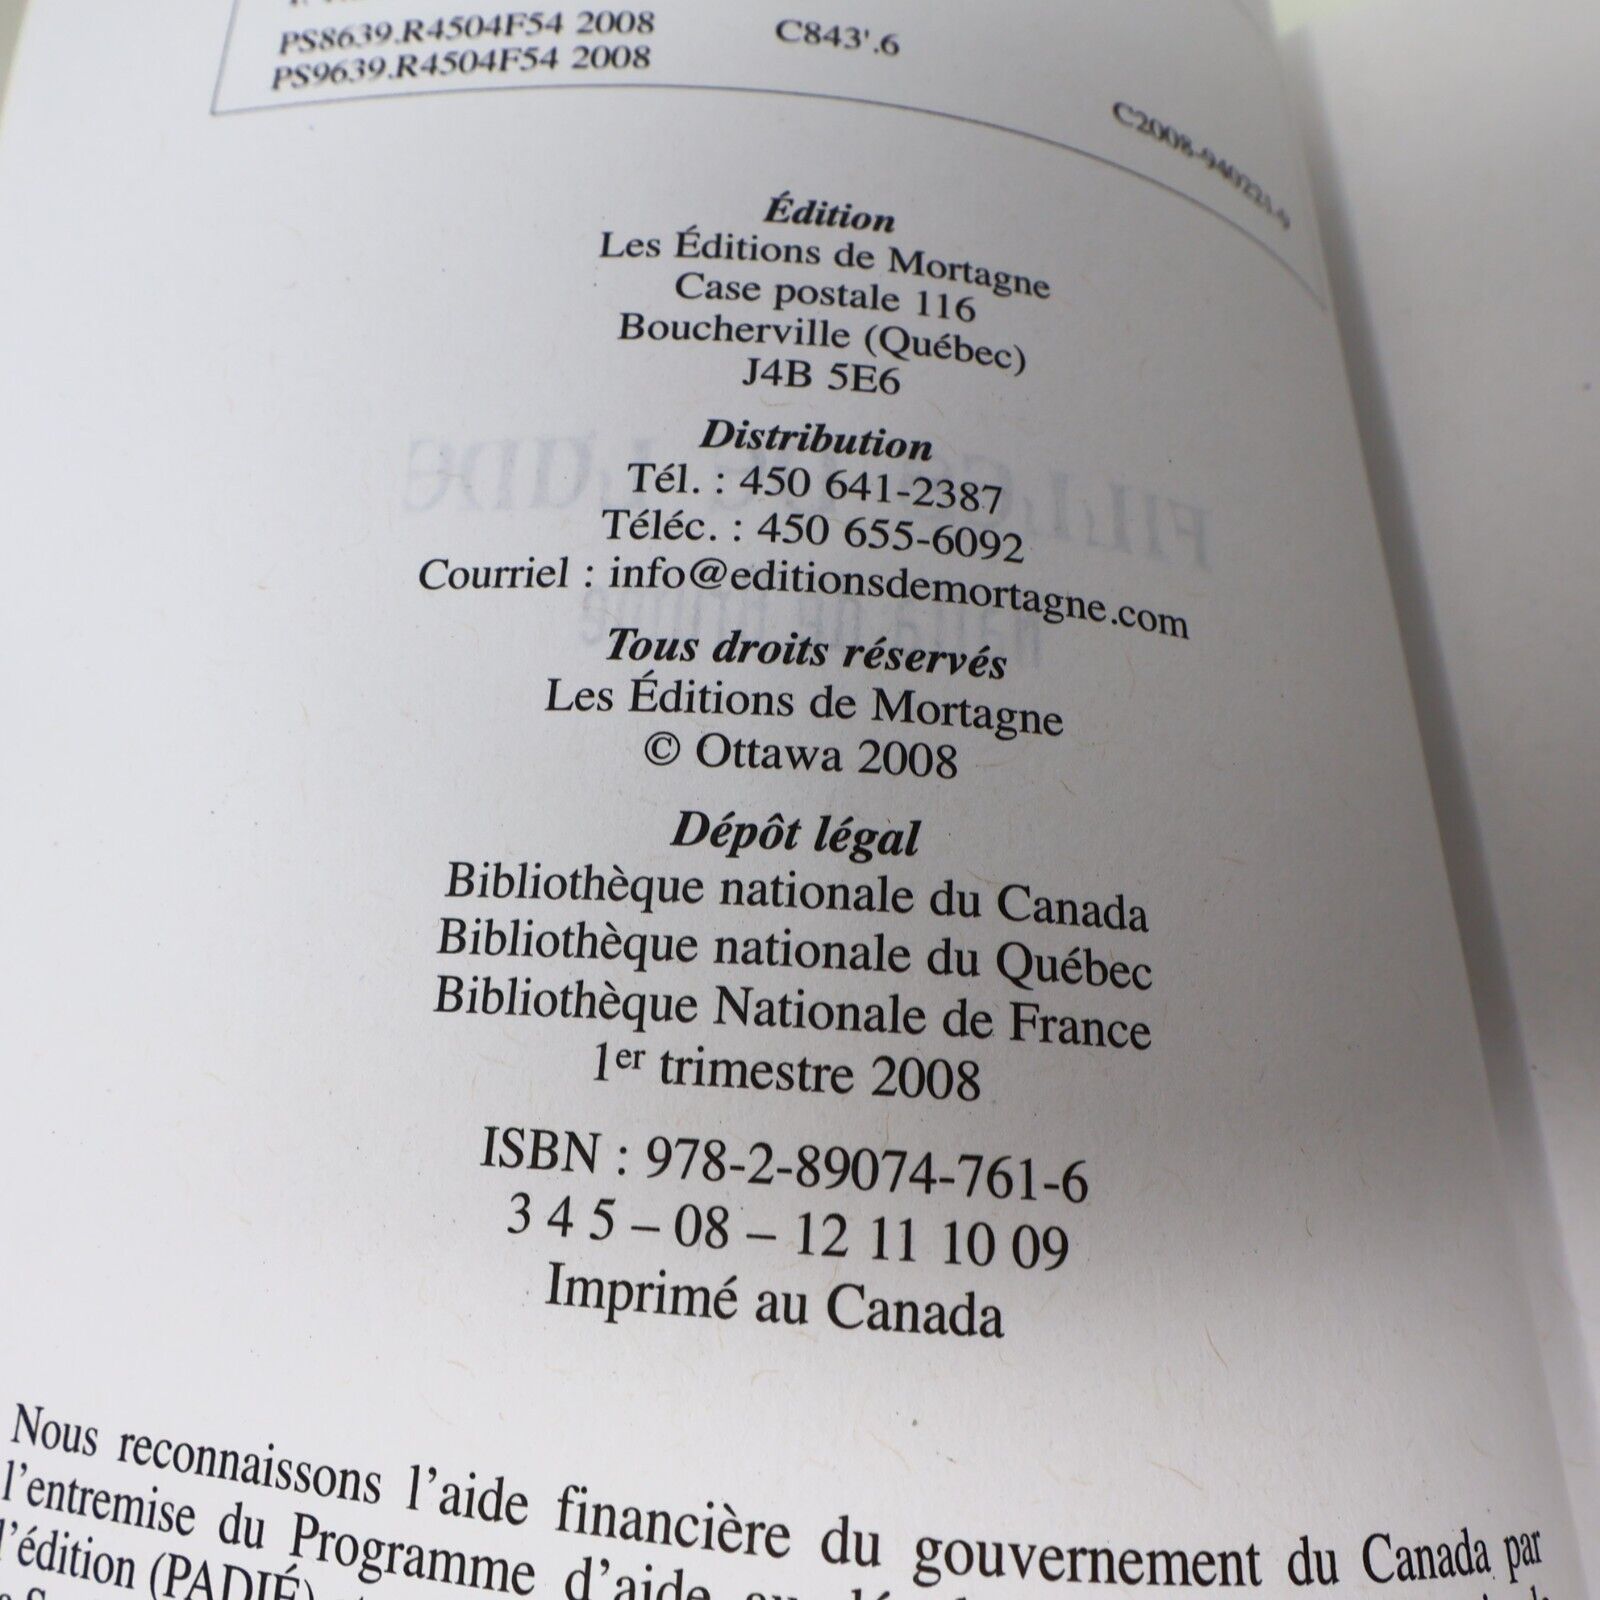 PS8639.R4504F54 2008 C843'.6
PS9639.R4504F54 2008
Édition
Les Éditions de Mortagne
Case postale 116
Boucherville (Québec)
J4B 5E6
Distribution
Tél. : 450 641-2387
Téléc. : 450 655-6092
Courriel : info@editionsdemortagne.com
Tous droits réservés
Les Éditions de Mortagne
© Ottawa 2008
Dépôt légal
Bibliothèque nationale du Canada
Bibliothèque nationale du Québec
Bibliothèque Nationale de France
1er trimestre 2008
ISBN : 978-2-89074-761-6
3 4 5 – 08 – 12 11 10 09
Imprimé au Canada
Nous reconnaissons l'aide financière du gouvernement du Canada par
l'entremise du Programme d'aide au
l'édition (PADIÉ)